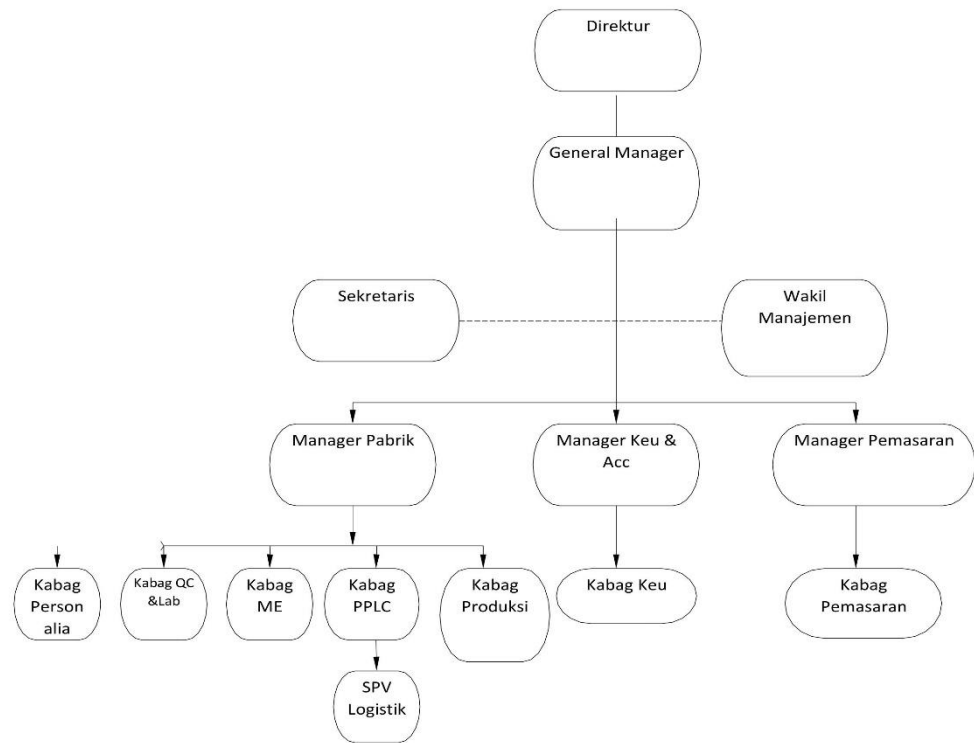 Direktur
General Manager
Sekretaris
Wakil
Manajemen
Manager Pabrik
Manager Keu &
Acc
Manager Pemasaran
Kabag
Person
alia
Kabag QC
&Lab
Kabag
ME
Kabag
PPLC
Kabag
Produksi
Kabag Keu
Kabag
Pemasaran
SPV
Logistik